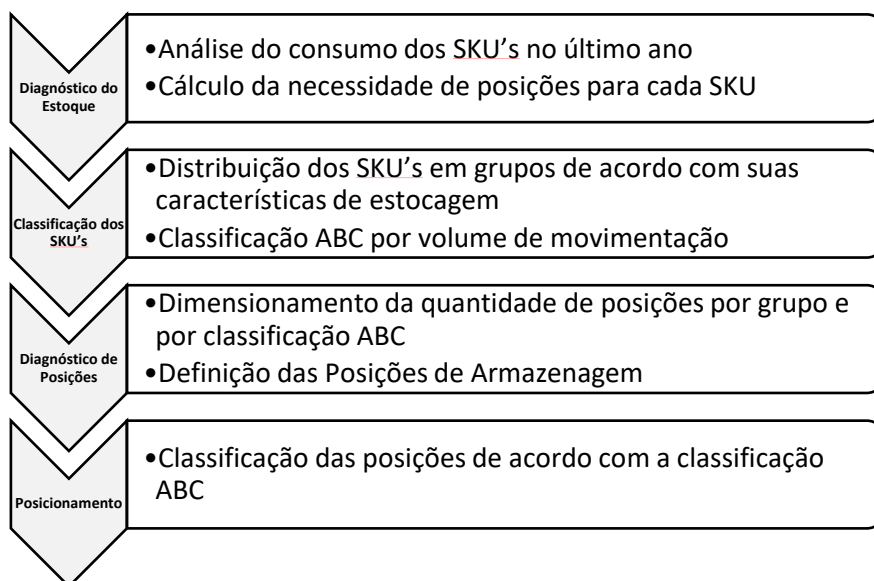 Diagnóstico do
Estoque
•Análise do consumo dos SKU’s no último ano
•Cálculo da necessidade de posições para cada SKU
Classificação dos
SKU’s
•Distribuição dos SKU’s em grupos de acordo com suas
características de estocagem
•Classificação ABC por volume de movimentação
Diagnóstico de
Posições
•Dimensionamento da quantidade de posições por grupo e
por classificação ABC
•Definição das Posições de Armazenagem
Posicionamento
•Classificação das posições de acordo com a classificação
ABC